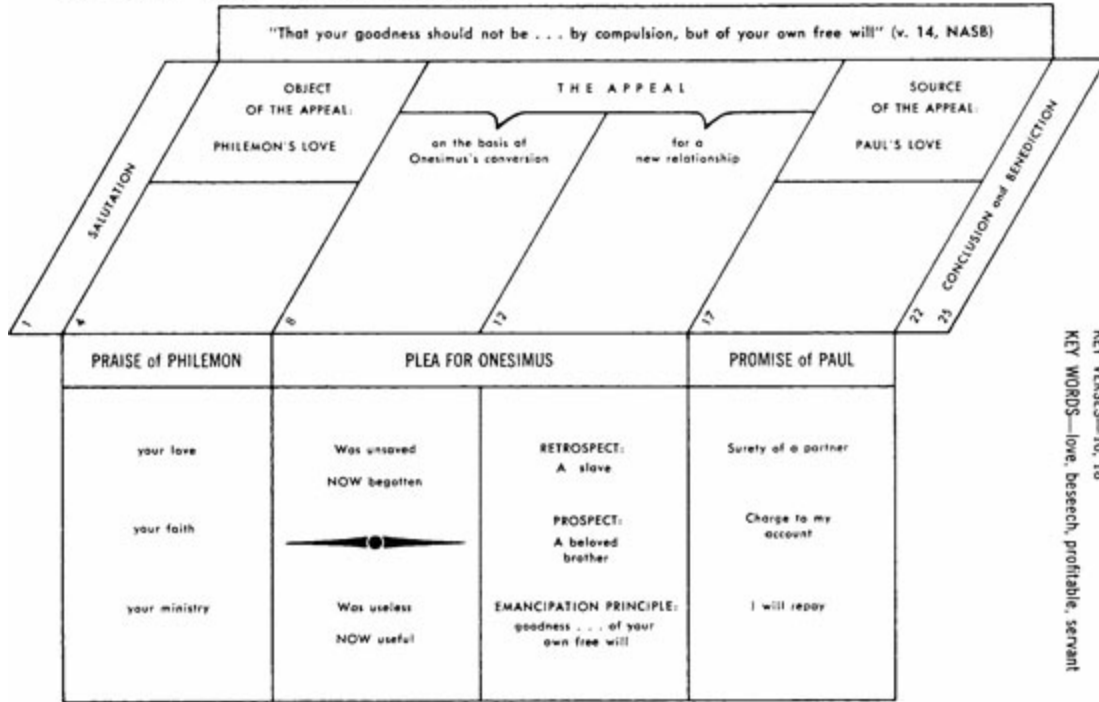 "That your goodness should not be . . . by compulsion, but of your own free will" (v. 14, NASB)
SALUTATION
OBJECT
OF THE APPEAL:
PHILEMON'S LOVE
THE APPEAL
on the basis of
Onesimus's conversion
for a
new relationship
SOURCE
OF THE APPEAL:
PAUL'S LOVE
CONCLUSION and BENEDICTION
1
4
8
12
17
22
25
PRAISE of PHILEMON
PLEA FOR ONESIMUS
PROMISE of PAUL
your love
your faith
your ministry
Was unsaved
NOW begotten
Was useless
NOW useful
RETROSPECT:
A slave
PROSPECT:
A beloved
brother
EMANCIPATION PRINCIPLE:
goodness . . . of your
own free will
Surety of a partner
Charge to my
account
I will repay
KEY VERSES—
KEY WORDS—love, beseech, profitable, servant